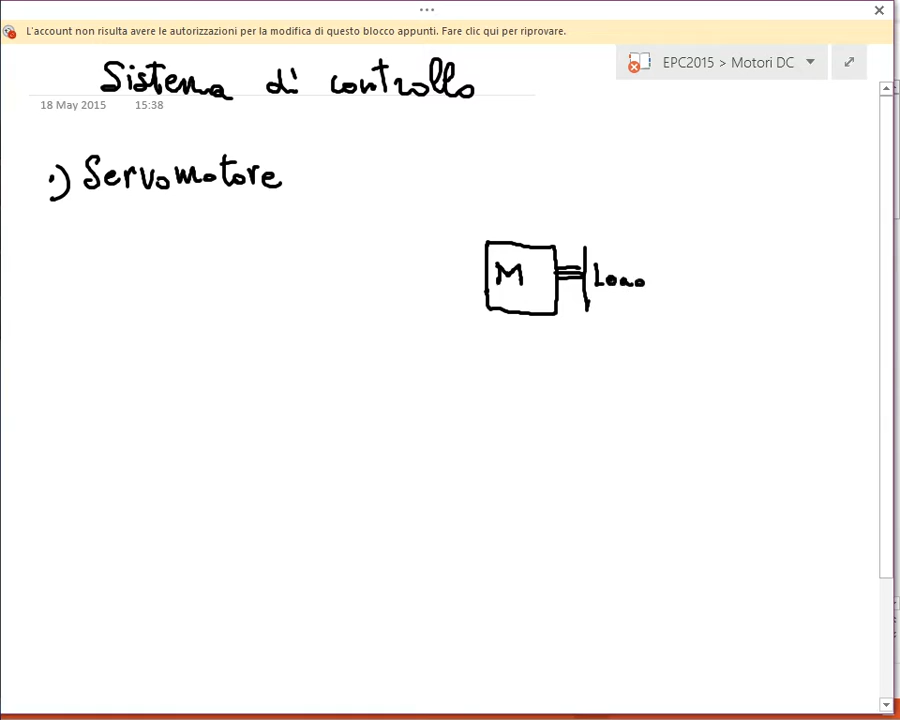 L'account non risulta avere le autorizzazioni per la modifica di questo blocco appunti. Fare clic qui per riprovare.
EPC2015 > Motori DC
Sistema di controllo
18 May 2015 15:38
·) Servomotore
M Load